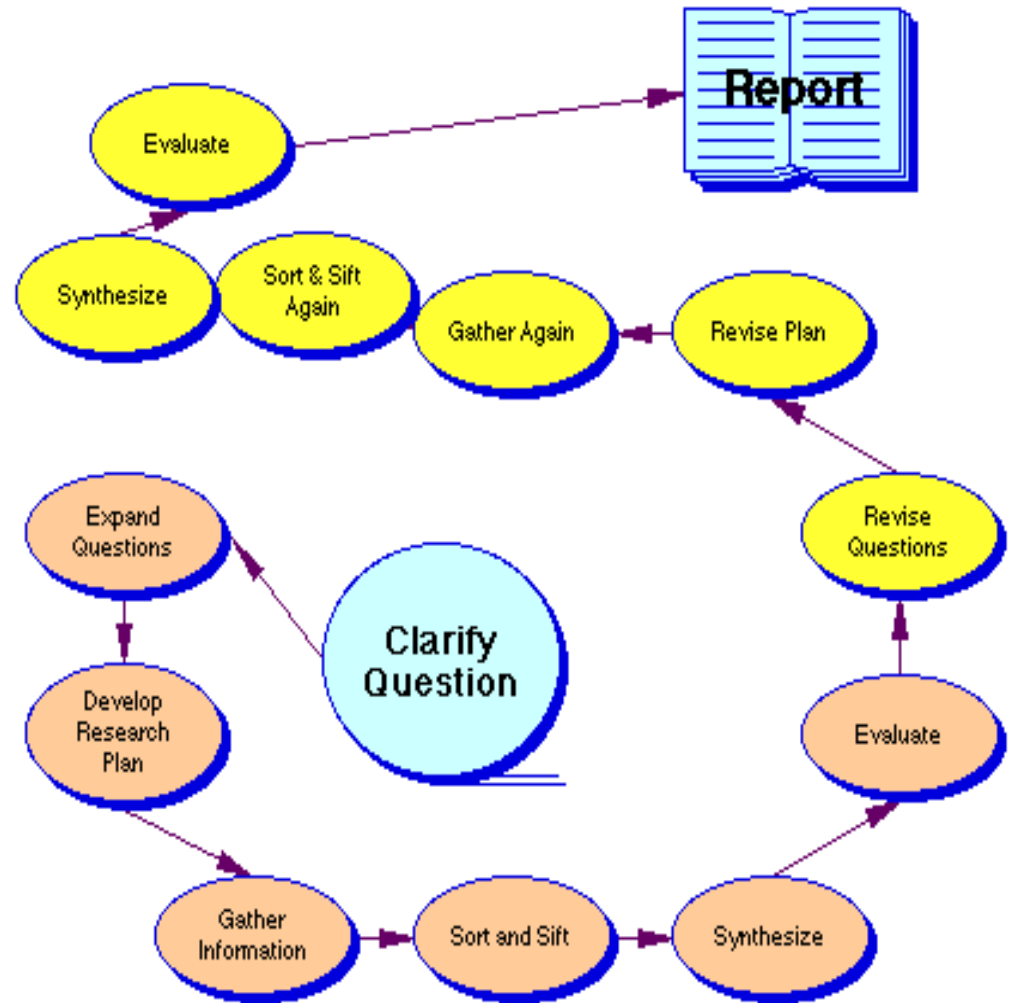 Report
Evaluate
Synthesize
Sort & Sift
Again
Gather Again
Revise Plan
Expand
Questions
Revise
Questions
Clarify
Question
Develop
Research
Plan
Evaluate
Gather
Information
Sort and Sift
Synthesize